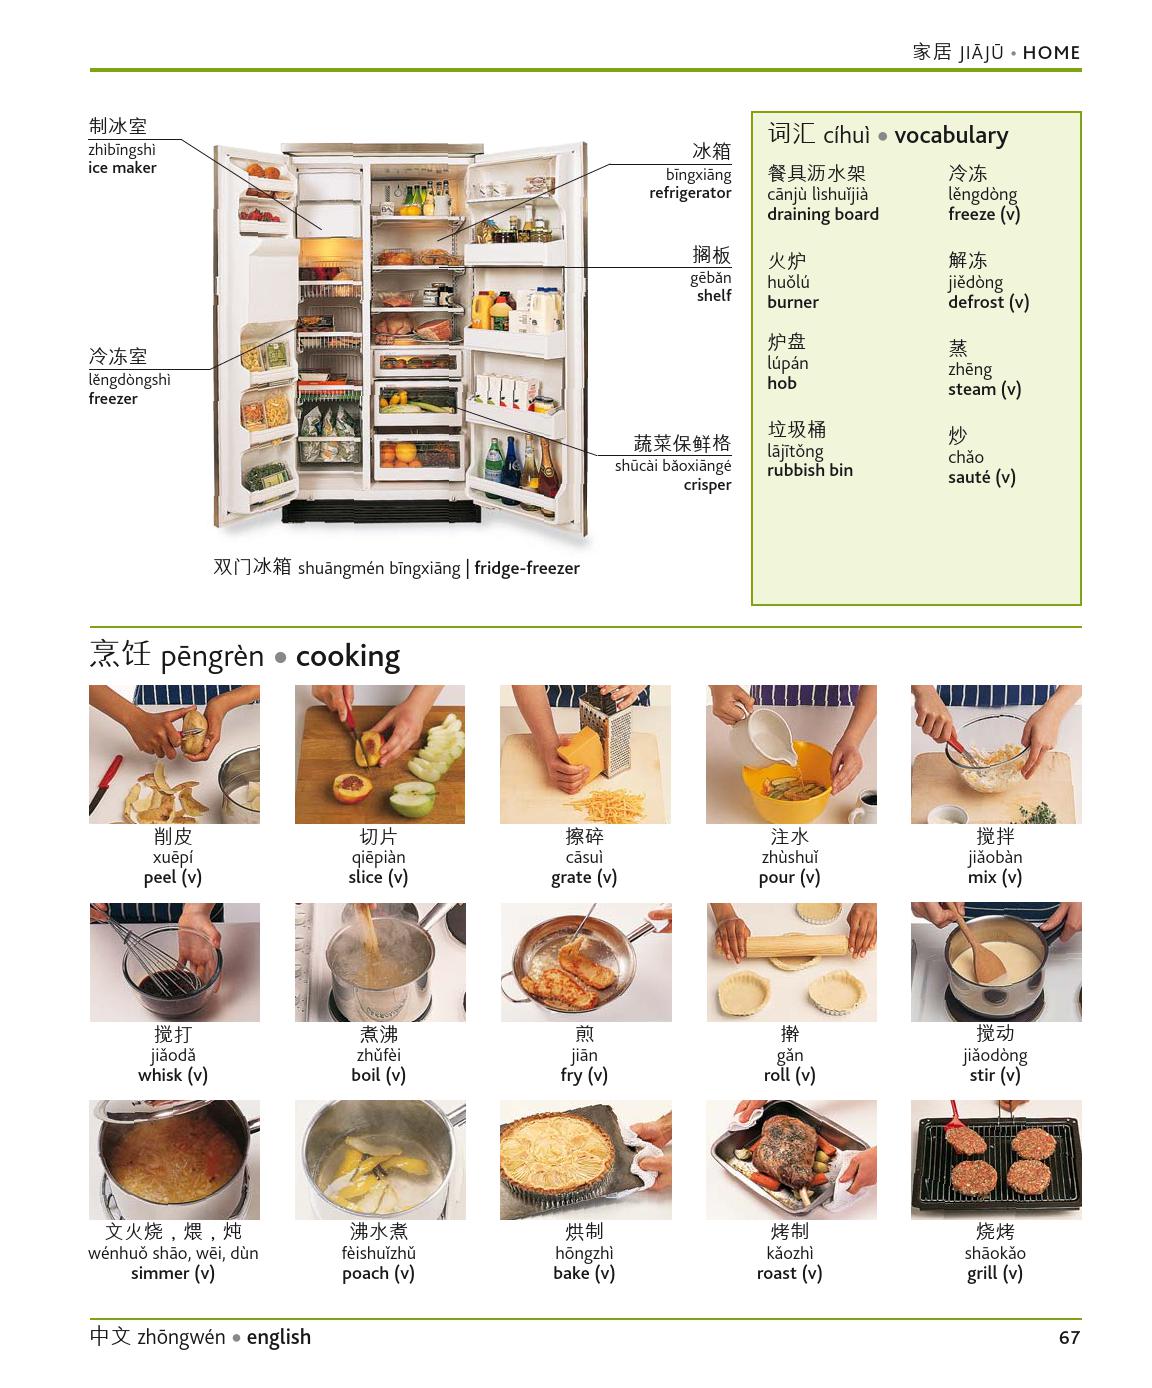 家居 JIĀJŪ • HOME
制冰室
zhìbīngshì
ice maker
冷冻室
lěngdòngshì
freezer
冰箱
bīngxiāng
refrigerator
搁板
gēbǎn
shelf
蔬菜保鲜格
shūcài bǎoxiāngé
crisper
双门冰箱 shuāngmén bīngxiāng | fridge-freezer
词汇 cíhuì • vocabulary
餐具沥水架
cānjù lìshuǐjià
draining board
火炉
huǒlú
burner
炉盘
lúpán
hob
垃圾桶
lājītǒng
rubbish bin
冷冻
lěngdòng
freeze (v)
解冻
jiědòng
defrost (v)
蒸
zhēng
steam (v)
炒
chǎo
sauté (v)
烹饪 pēngrèn • cooking
削皮
xuēpí
peel (v)
切片
qiēpiàn
slice (v)
擦碎
cāsuì
grate (v)
注水
zhùshuǐ
pour (v)
搅拌
jiǎobàn
mix (v)
搅打
jiǎodǎ
whisk (v)
煮沸
zhǔfèi
boil (v)
煎
jiān
fry (v)
擀
gǎn
roll (v)
搅动
jiǎodòng
stir (v)
文火烧，煨，炖
wénhuǒ shāo, wēi, dùn
simmer (v)
沸水煮
fèishuǐzhǔ
poach (v)
烘制
hōngzhì
bake (v)
烤制
kǎozhì
roast (v)
烧烤
shāokǎo
grill (v)
中文 zhōngwén • english
67